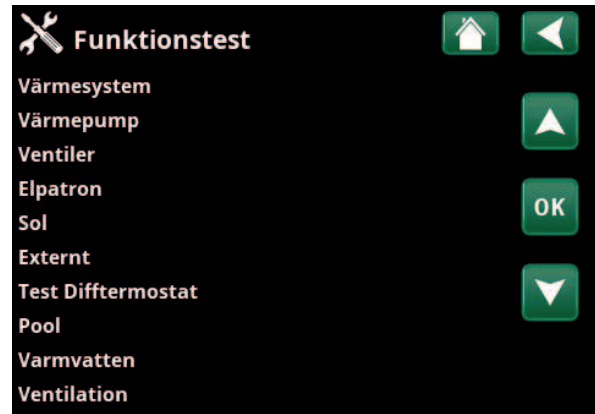 Funktionstest
Värmesystem
Värmepump
Ventiler
Elpatron
Sol
Externt
Test Difftermostat
Pool
Varmvatten
Ventilation
OK